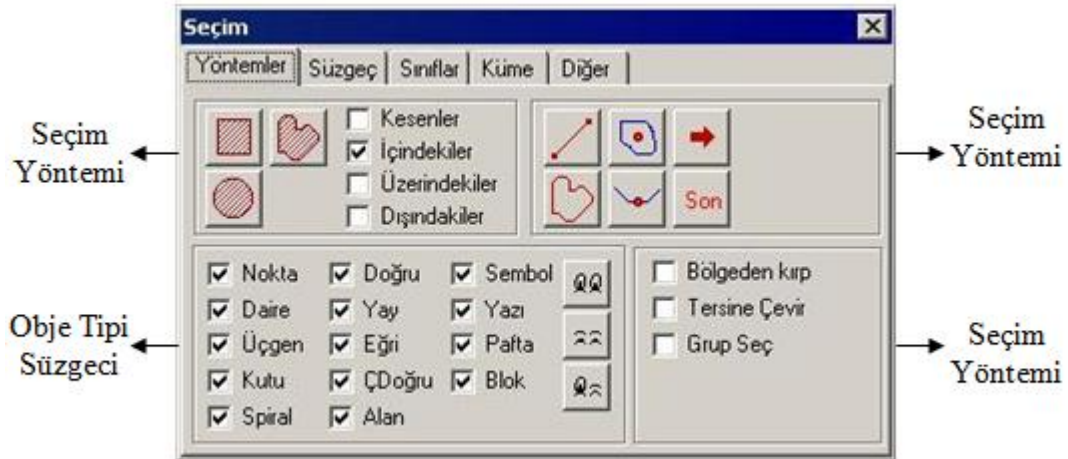 Seçim
Yöntemler Süzgeç Sınıflar Küme Diğer
Seçim
Yöntemi
Kesenler
İçindekiler
Üzerindekiler
Dışındakiler
Son
Seçim
Yöntemi
Obje Tipi
Süzgeci
Nokta Doğru Sembol
Daire Yay Yazı
Üçgen Eğri Pafta
Kutu ÇDoğru Blok
Spiral Alan
Bölgeden kırp
Tersine Çevir
Grup Seç
Seçim
Yöntemi